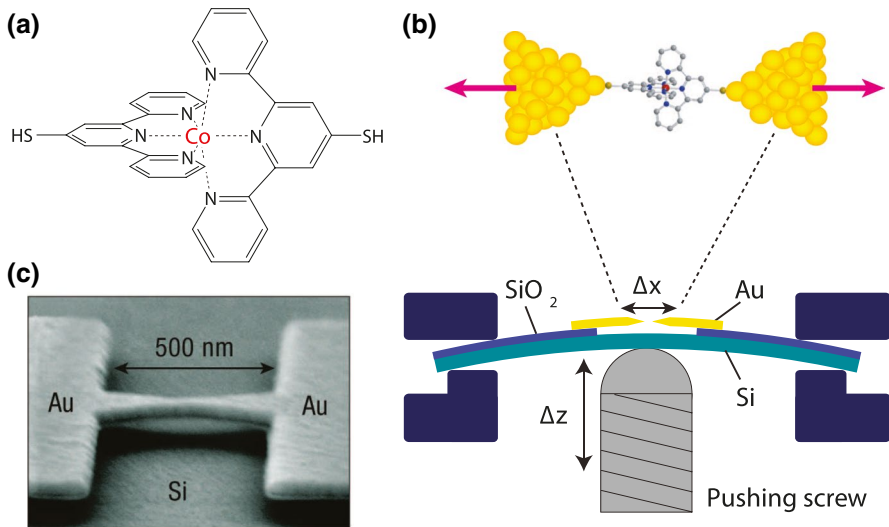 (a)
N
N
N
HS
N
Co
N
SH
N
(b)
Δx
SiO2
Au
Δz
Si
Pushing screw
(c)
500 nm
Au
Au
Si